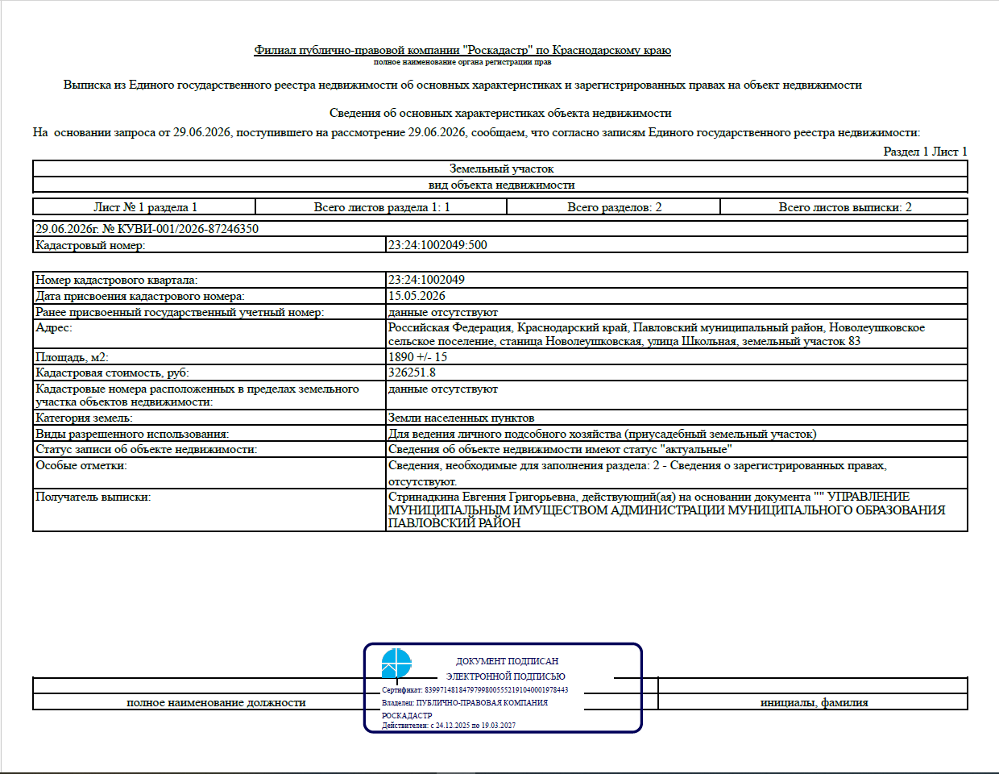 Филиал публично-правовой компании "Роскадастр" по Краснодарскому краю
полное наименование органа регистрации прав
Выписка из Единого государственного реестра недвижимости об основных характеристиках и зарегистрированных правах на объект недвижимости
Сведения об основных характеристиках объекта недвижимости
На основании запроса от 29.06.2026, поступившего на рассмотрение 29.06.2026, сообщаем, что согласно записям Единого государственного реестра недвижимости:
Раздел 1 Лист 1
Земельный участок
вид объекта недвижимости
Лист № 1 раздела 1 Всего листов раздела 1: 1 Всего разделов: 2 Всего листов выписки: 2
29.06.2026г. № КУВИ-001/2026-87246350
Кадастровый номер: 23:24:1002049:500
Номер кадастрового квартала: 23:24:1002049
Дата присвоения кадастрового номера: 15.05.2026
Ранее присвоенный государственный учетный номер: данные отсутствуют
Адрес: Российская Федерация, Краснодарский край, Павловский муниципальный район, Новолеушковское
сельское поселение, станица Новолеушковская, улица Школьная, земельный участок 83
Площадь, м2: 1890 +/- 15
Кадастровая стоимость, руб: 326251.8
Кадастровые номера расположенных в пределах земельного данные отсутствуют
участка объектов недвижимости:
Категория земель: Земли населенных пунктов
Виды разрешенного использования: Для ведения личного подсобного хозяйства (приусадебный земельный участок)
Статус записи об объекте недвижимости: Сведения об объекте недвижимости имеют статус "актуальные"
Особые отметки: Сведения, необходимые для заполнения раздела: 2 - Сведения о зарегистрированных правах,
отсутствуют.
Получатель выписки: Стринадкина Евгения Григорьевна, действующий(ая) на основании документа "" УПРАВЛЕНИЕ
МУНИЦИПАЛЬНЫМ ИМУЩЕСТВОМ АДМИНИСТРАЦИИ МУНИЦИПАЛЬНОГО ОБРАЗОВАНИЯ
ПАВЛОВСКИЙ РАЙОН
ДОКУМЕНТ ПОДПИСАН
ЭЛЕКТРОННОЙ ПОДПИСЬЮ
Сертификат: 83997148184797998005552191040001978443
Владелец: ПУБЛИЧНО-ПРАВОВАЯ КОМПАНИЯ
РОСКАДАСТР
Действителен: с 24.12.2025 по 19.03.2027
полное наименование должности инициалы, фамилия